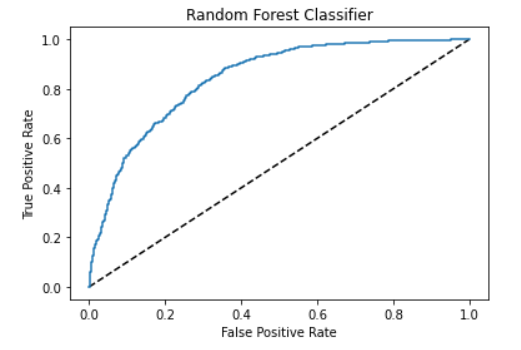 Random Forest Classifier
True Positive Rate
1.0
0.8
0.6
0.4
0.2
0.0
0.0 0.2 0.4 0.6 0.8 1.0
False Positive Rate